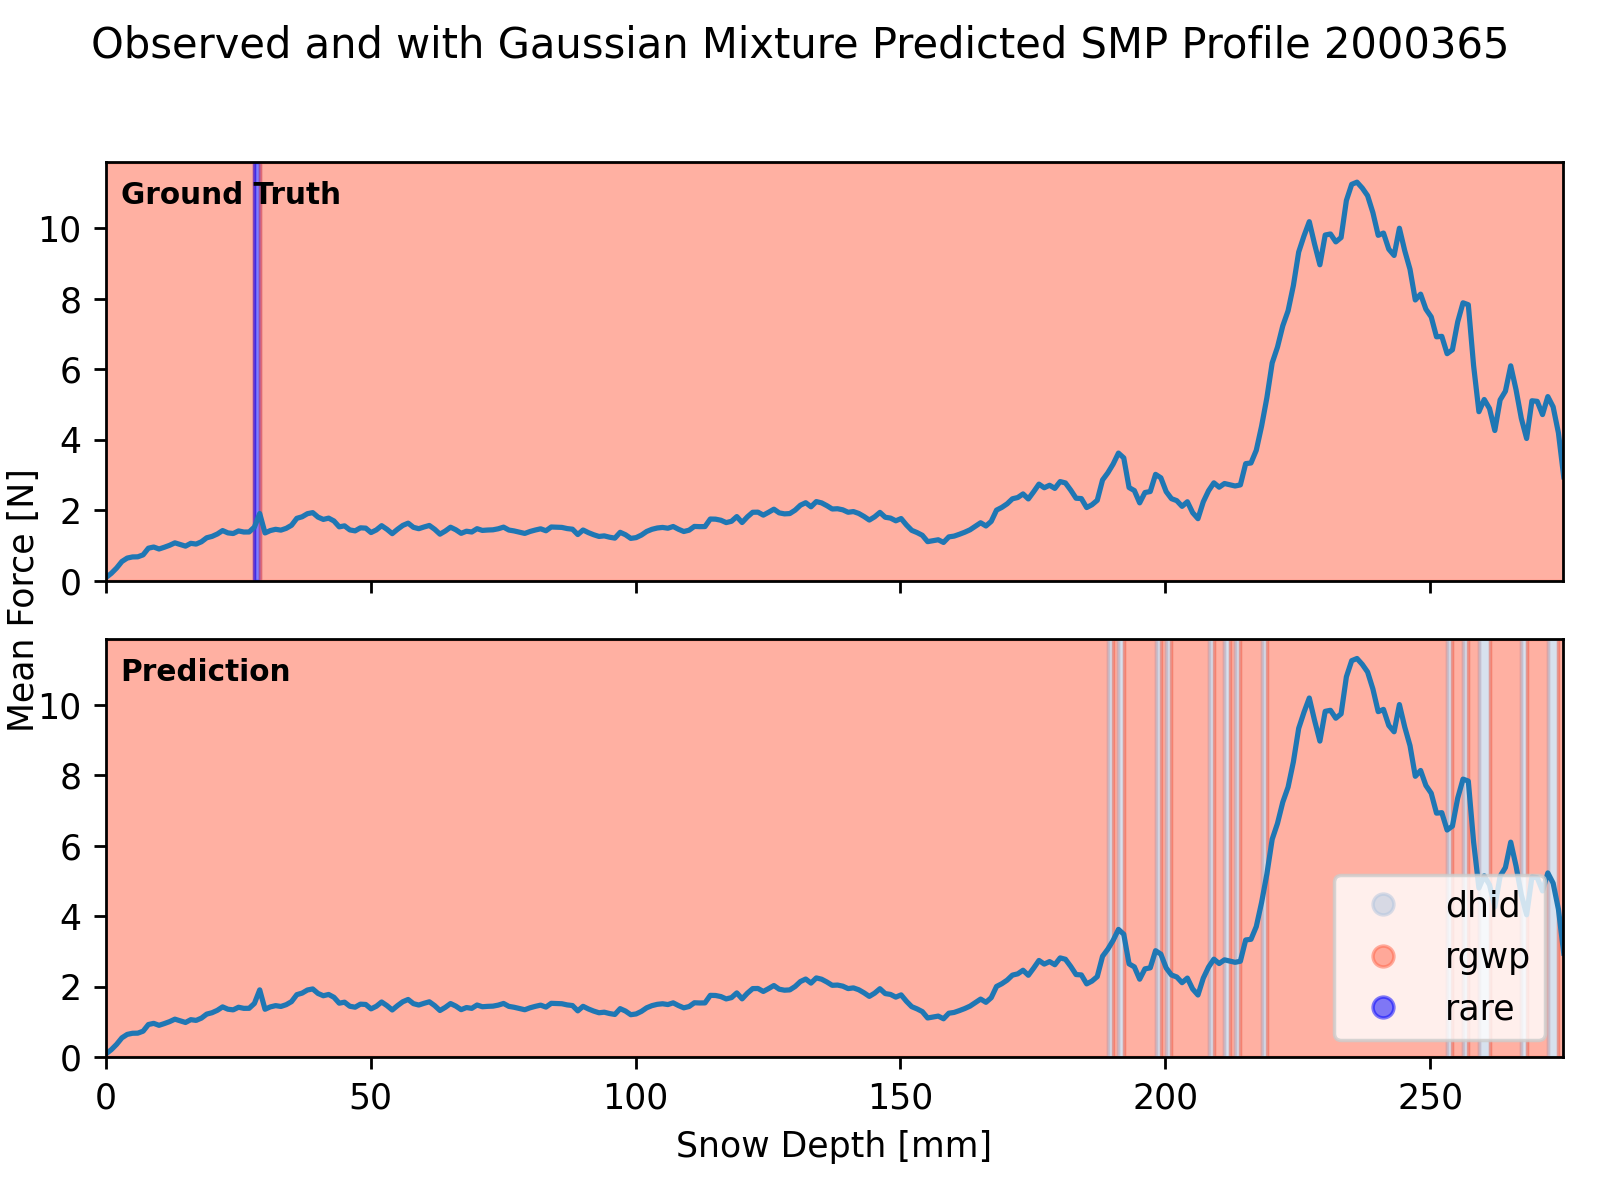 Observed and with Gaussian Mixture Predicted SMP Profile 2000365
Mean Force [N]
Ground Truth
10
8
6
4
2
0
Prediction
10
8
6
4
2
0
dhid
rgwp
rare
0 50 100 150 200 250
Snow Depth [mm]